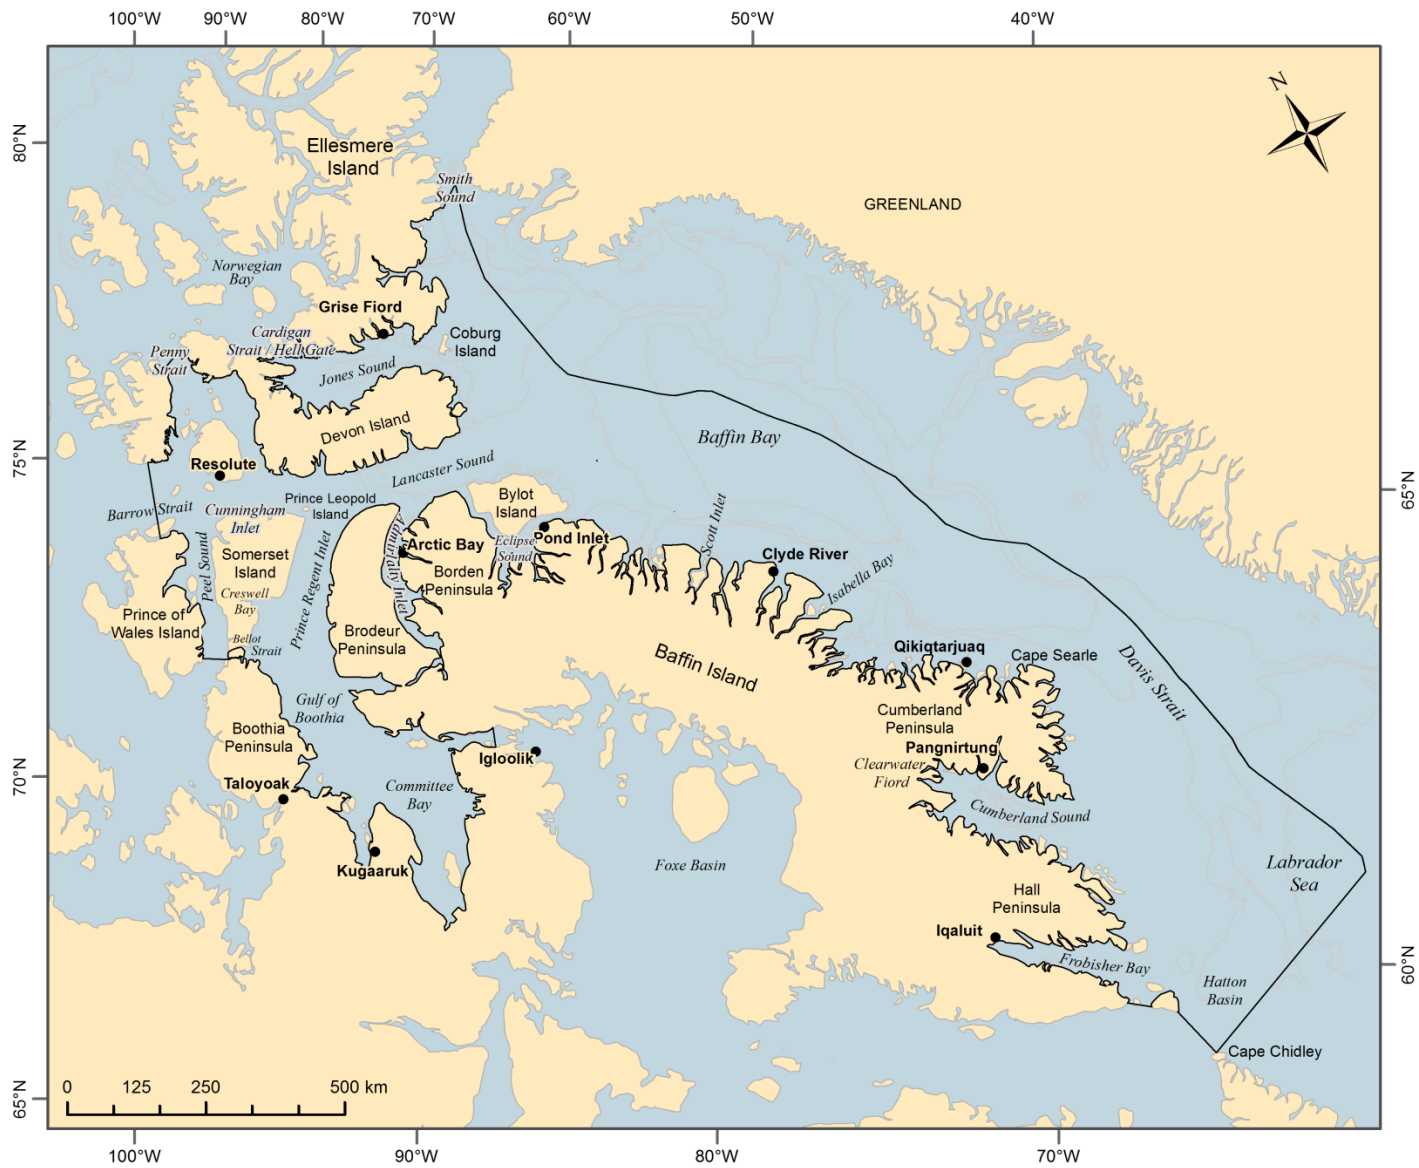 100°W 90°W 80°W 70°W 60°W 50°W 40°W
N
80°N
Ellesmere
Island
Smith
Sound
GREENLAND
Norwegian
Bay
Grise Fiord
Cardigan
Strait / Hell Gate
Coburg
Island
Penny
Strait
Jones Sound
Devon Island
Baffin Bay
75°N
Resolute
Lancaster Sound
65°N
Barrow Strait
Cunningham
Inlet
Prince Leopold
Island
Bylot
Island
Scott Inlet
Admiralty Inlet
Arctic Bay
Eclipse
Sound
Pond Inlet
Clyde River
Peel Sound
Somerset
Island
Prince Regent Inlet
Borden
Peninsula
Isabella Bay
Creswell
Bay
Prince of
Wales Island
Brodeur
Peninsula
Bellot
Strait
Baffin Island
Qikiqtarjuaq
Cape Searle
Davis Strait
Gulf of
Boothia
Boothia
Peninsula
Cumberland
Peninsula
Pangnirtung
Igloolik
Clearwater
Fiord
70°N
Taloyoak
Committee
Bay
Cumberland Sound
Kugaaruk
Foxe Basin
Labrador
Sea
Hall
Peninsula
Iqaluit
Frobisher Bay
60°N
Hatton
Basin
Cape Chidley
0 125 250 500 km
65°N
100°W 90°W 80°W 70°W